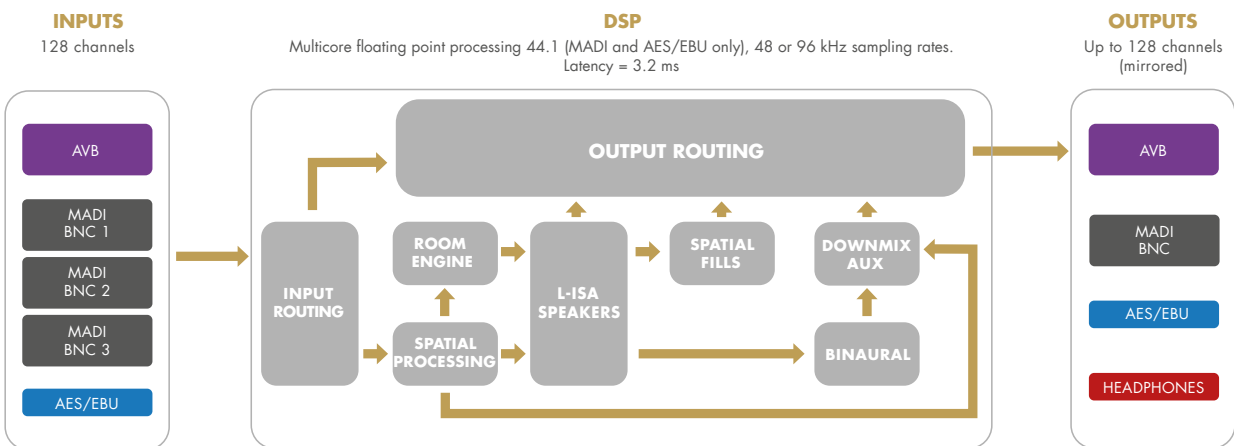 INPUTS
128 channels
DSP
Multicore floating point processing 44.1 (MADI and AES/EBU only), 48 or 96 kHz sampling rates.
Latency = 3.2 ms
OUTPUTS
Up to 128 channels
(mirrored)
AVB
MADI
BNC 1
MADI
BNC 2
MADI
BNC 3
AES/EBU
OUTPUT ROUTING
INPUT
ROUTING
ROOM
ENGINE
SPATIAL
PROCESSING
L-ISA
SPEAKERS
SPATIAL
FILLS
DOWNMIX
AUX
BINAURAL
AVB
MADI
BNC
AES/EBU
HEADPHONES